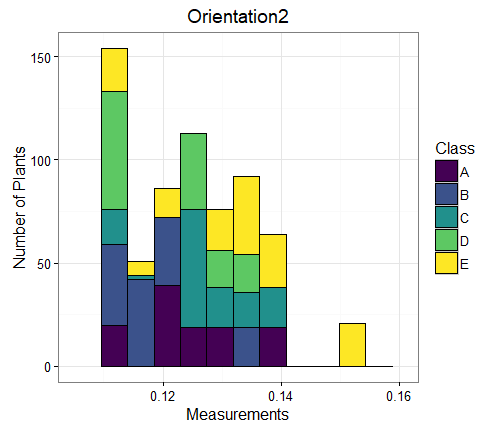 Orientation2
150
100
50
0
Number of Plants
0.12
0.14
0.16
Measurements
Class
A
B
C
D
E